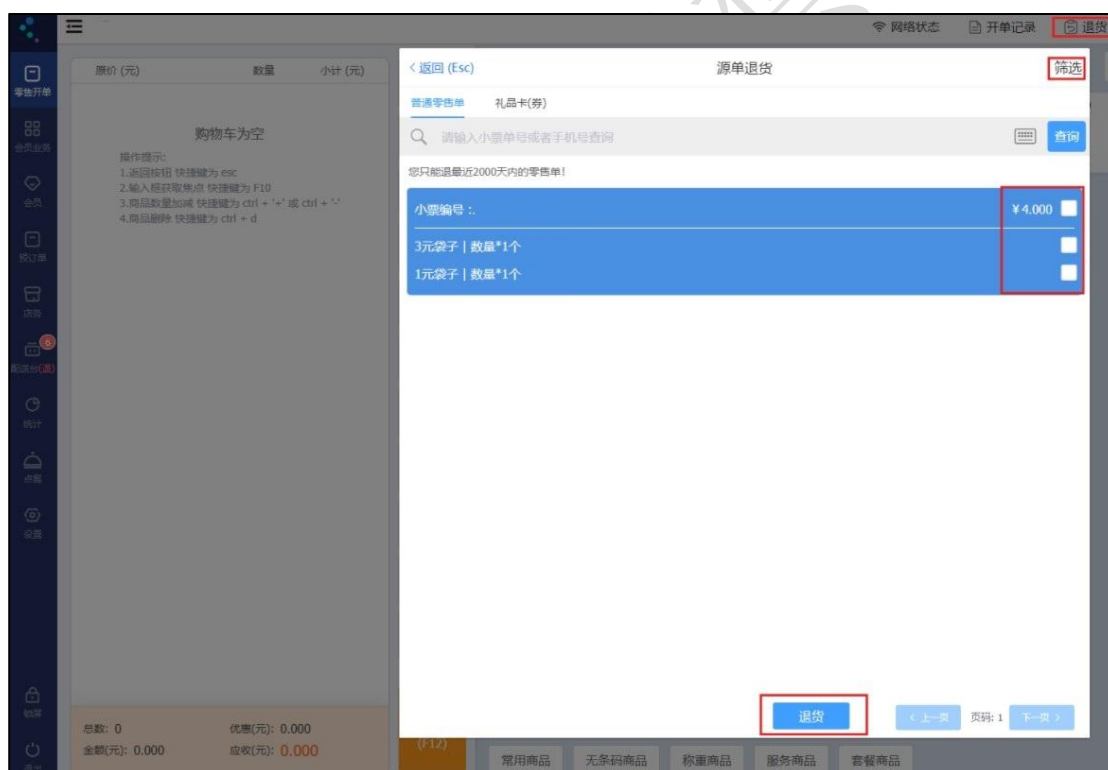 网络状态
开单记录
退货
零售开单
会员业务
会员
预订单
店务
6
配送台(退)
统计
点餐
设置
锁屏
退出
原价 (元) 数量 小计 (元)
购物车为空
操作提示:
1.返回按钮 快捷键为 esc
2.输入框获取焦点 快捷键为 F10
3.商品数量加减 快捷键为 ctrl + '+' 或 ctrl + '-'
4.商品删除 快捷键为 ctrl + d
总数: 0 优惠(元): 0.000
金额(元): 0.000 应收(元): 0.000
< 返回 (Esc) 源单退货 筛选
普通零售单 礼品卡(券)
请输入小票单号或者手机号查询 查询
您只能退最近2000天内的零售单!
小票编号 :. ¥4.000
3元袋子 | 数量*1个
1元袋子 | 数量*1个
退货 < 上一页 页码: 1 下一页 >
(F12)
常用商品 无条码商品 称重商品 服务商品 套餐商品